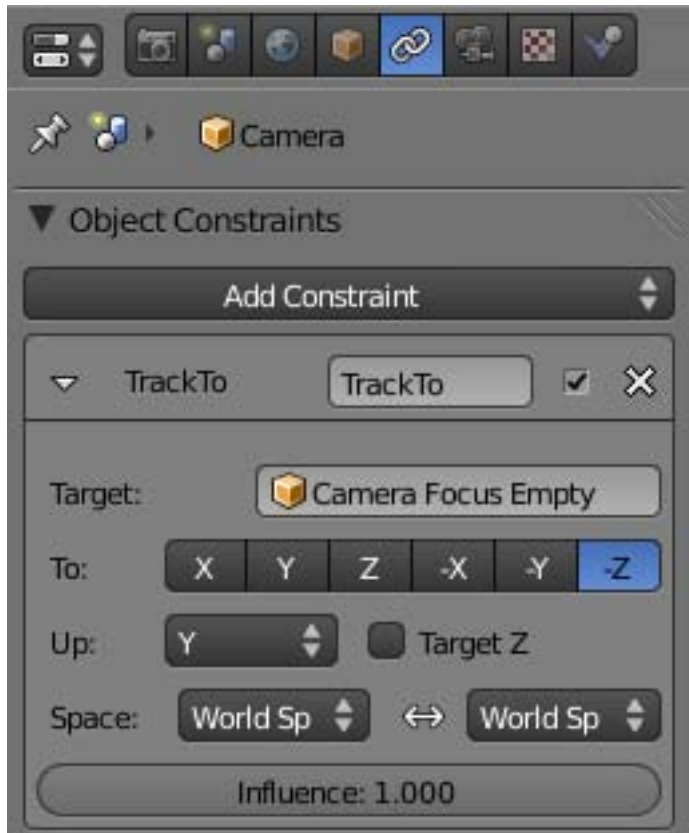 Camera
Object Constraints
Add Constraint
TrackTo TrackTo
Target: Camera Focus Empty
To: X Y Z -X -Y -Z
Up: Y Target Z
Space: World Sp World Sp
Influence: 1.000